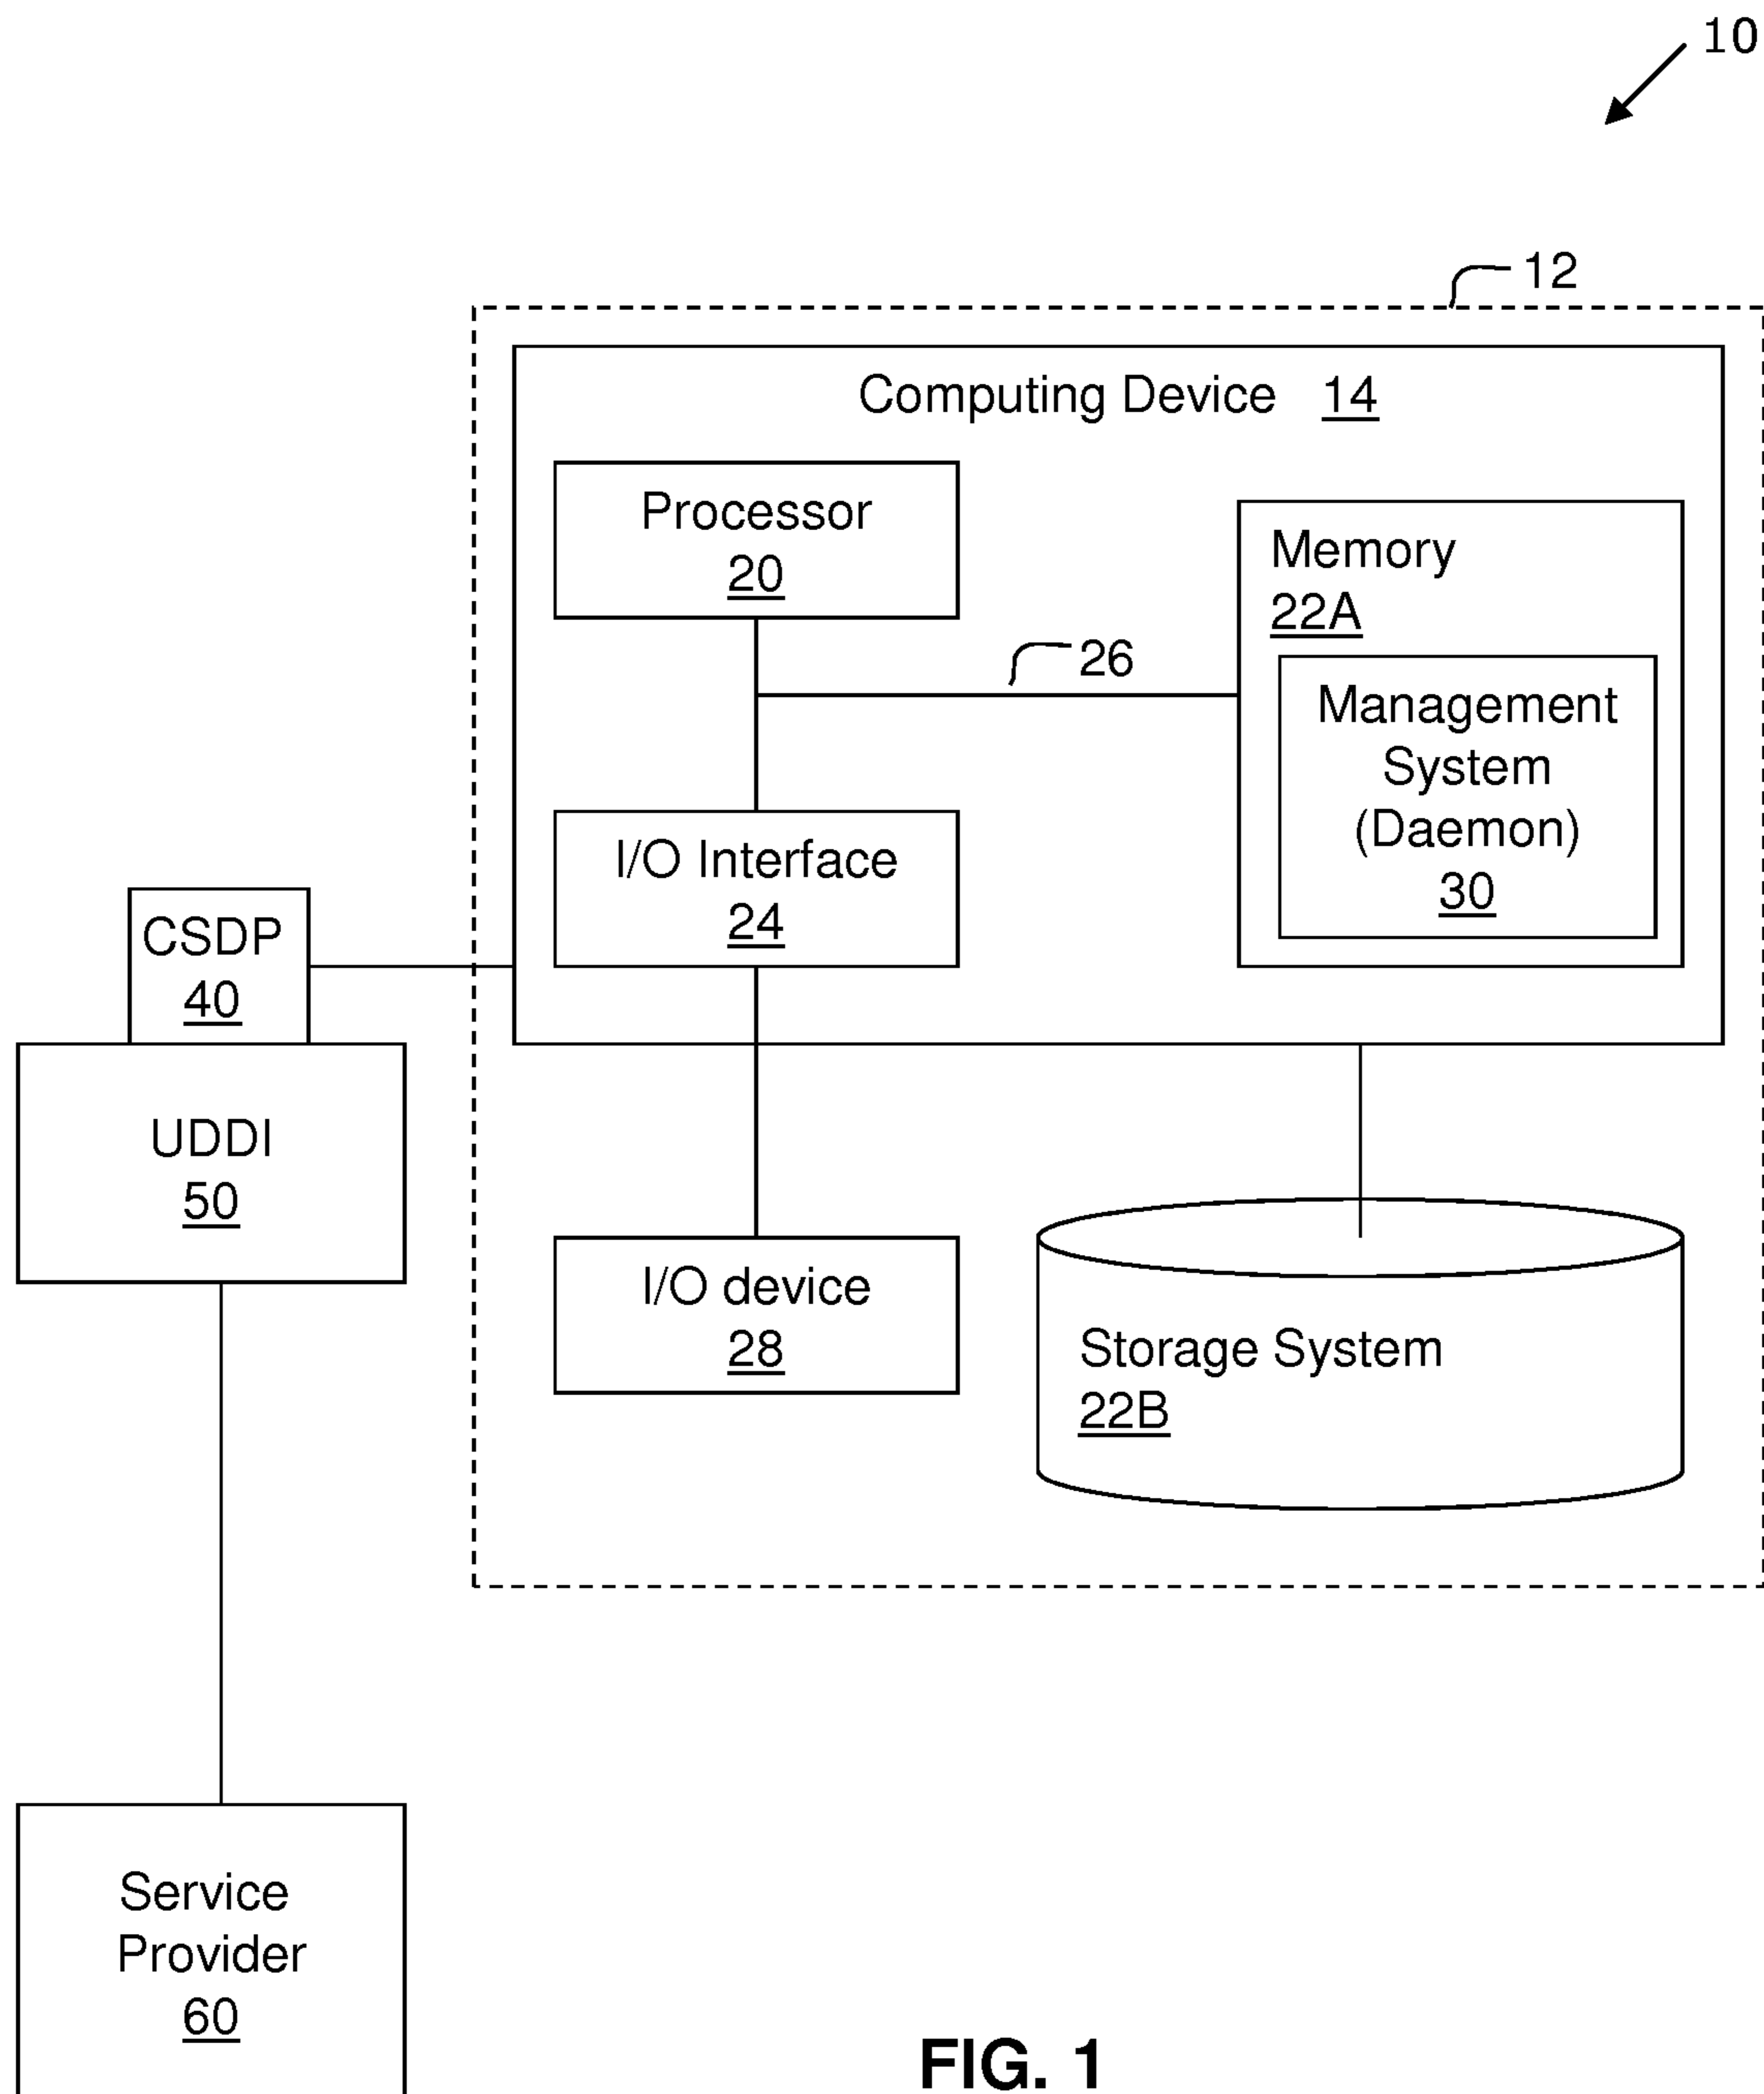 10
12
Computing Device 14
Processor
20
Memory
22A
26
Management
System
(Daemon)
30
I/O Interface
24
CSDP
40
UDDI
50
I/O device
28
Storage System
22B
Service
Provider
60
FIG. 1